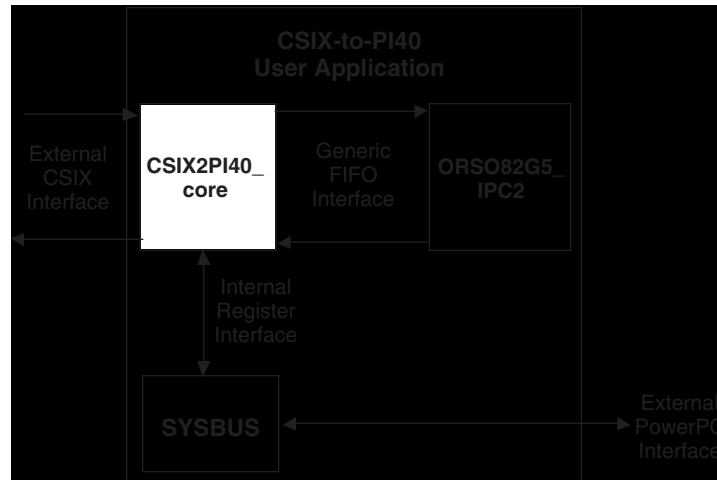 CSIX-to-PI40
User Application
External
CSIX
Interface
CSIX2PI40_
core
Generic
FIFO
Interface
ORSO82G5_
IPC2
Internal
Register
Interface
SYSBUS
External
PowerPC
Interface